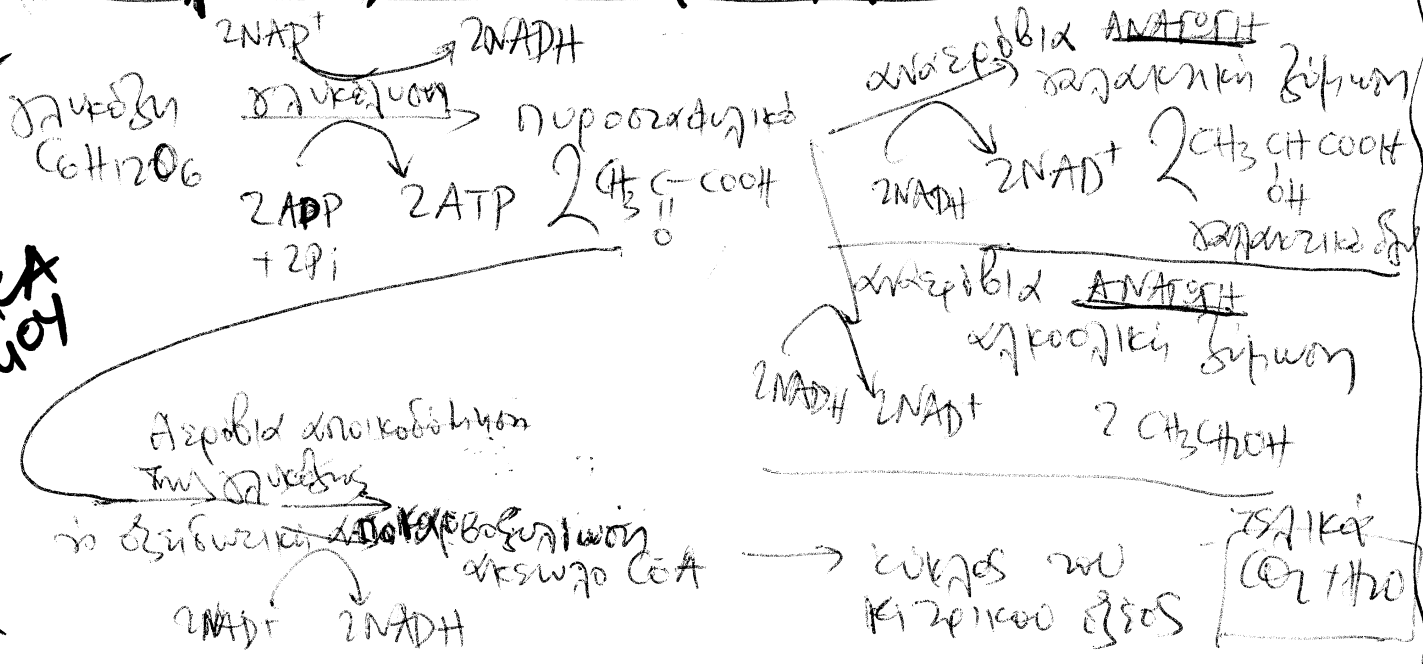 2NAD⁺ → 2NADH
γλυκόζη γλυκόλυση → πυροσταφυλικό
C6H12O6
2ADP → 2ATP 2 CH3 C-COOH
+2Pi
O
αναερόβια ΑΝΑΓΩΓΗ
γαλακτική ζύμωση
2NADH → 2NAD⁺ 2 CH3 CH COOH
OH
γαλακτικό οξύ
αναερόβια ΑΝΑΓΩΓΗ
αλκοολική ζύμωση
2NADH → 2NAD⁺ 2 CH3CH2OH
Αεροβια αποικοδόμηση
της γλυκόζης
ή οξειδωτική αποκαρβοξυλίωση
ακετυλο CoA → κύκλος του
κιτρικού οξέος
2NAD⁺ → 2NADH
τελικά
CO2 + H2O